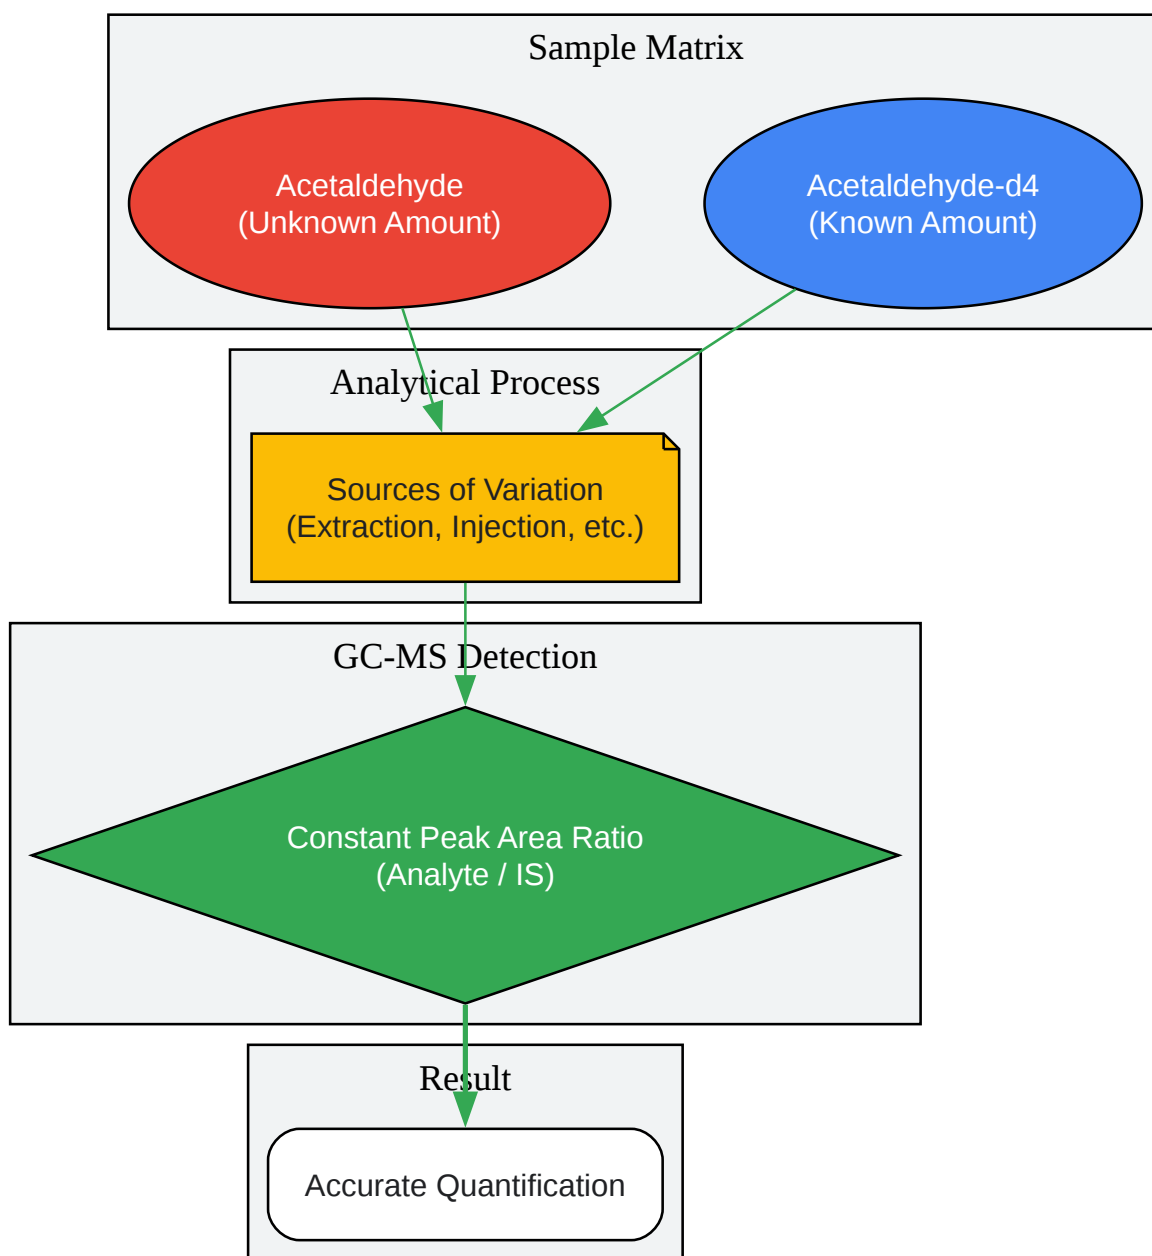 Sample Matrix
Acetaldehyde
(Unknown Amount)
Acetaldehyde-d4
(Known Amount)
Analytical Process
Sources of Variation
(Extraction, Injection, etc.)
GC-MS Detection
Constant Peak Area Ratio
(Analyte / IS)
Result
Accurate Quantification